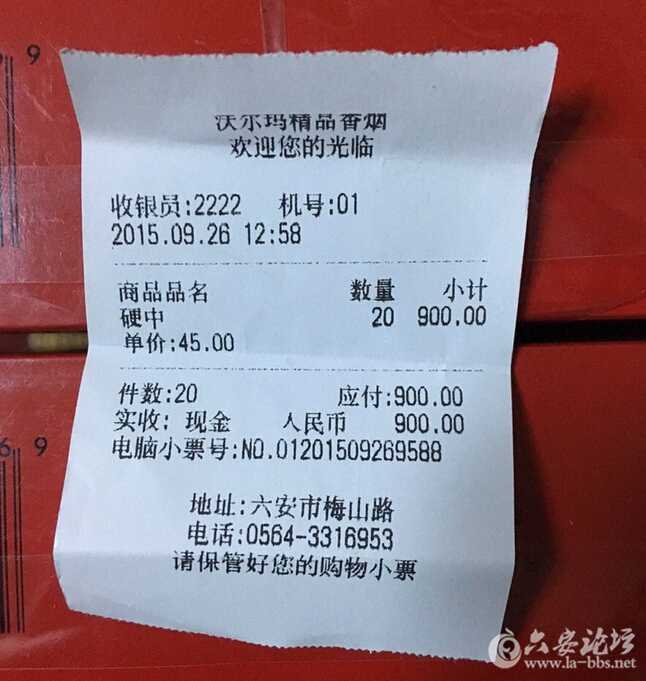 沃尔玛精品香烟
欢迎您的光临
收银员:2222 机号:01
2015.09.26 12:58
商品品名 数量 小计
硬中 20 900.00
单价:45.00
件数:20 应付:900.00
实收: 现金 人民币 900.00
电脑小票号:NO.01201509269588
地址:六安市梅山路
电话:0564-3316953
请保管好您的购物小票
9
9
6 9
六安论坛
www.la-bbs.net